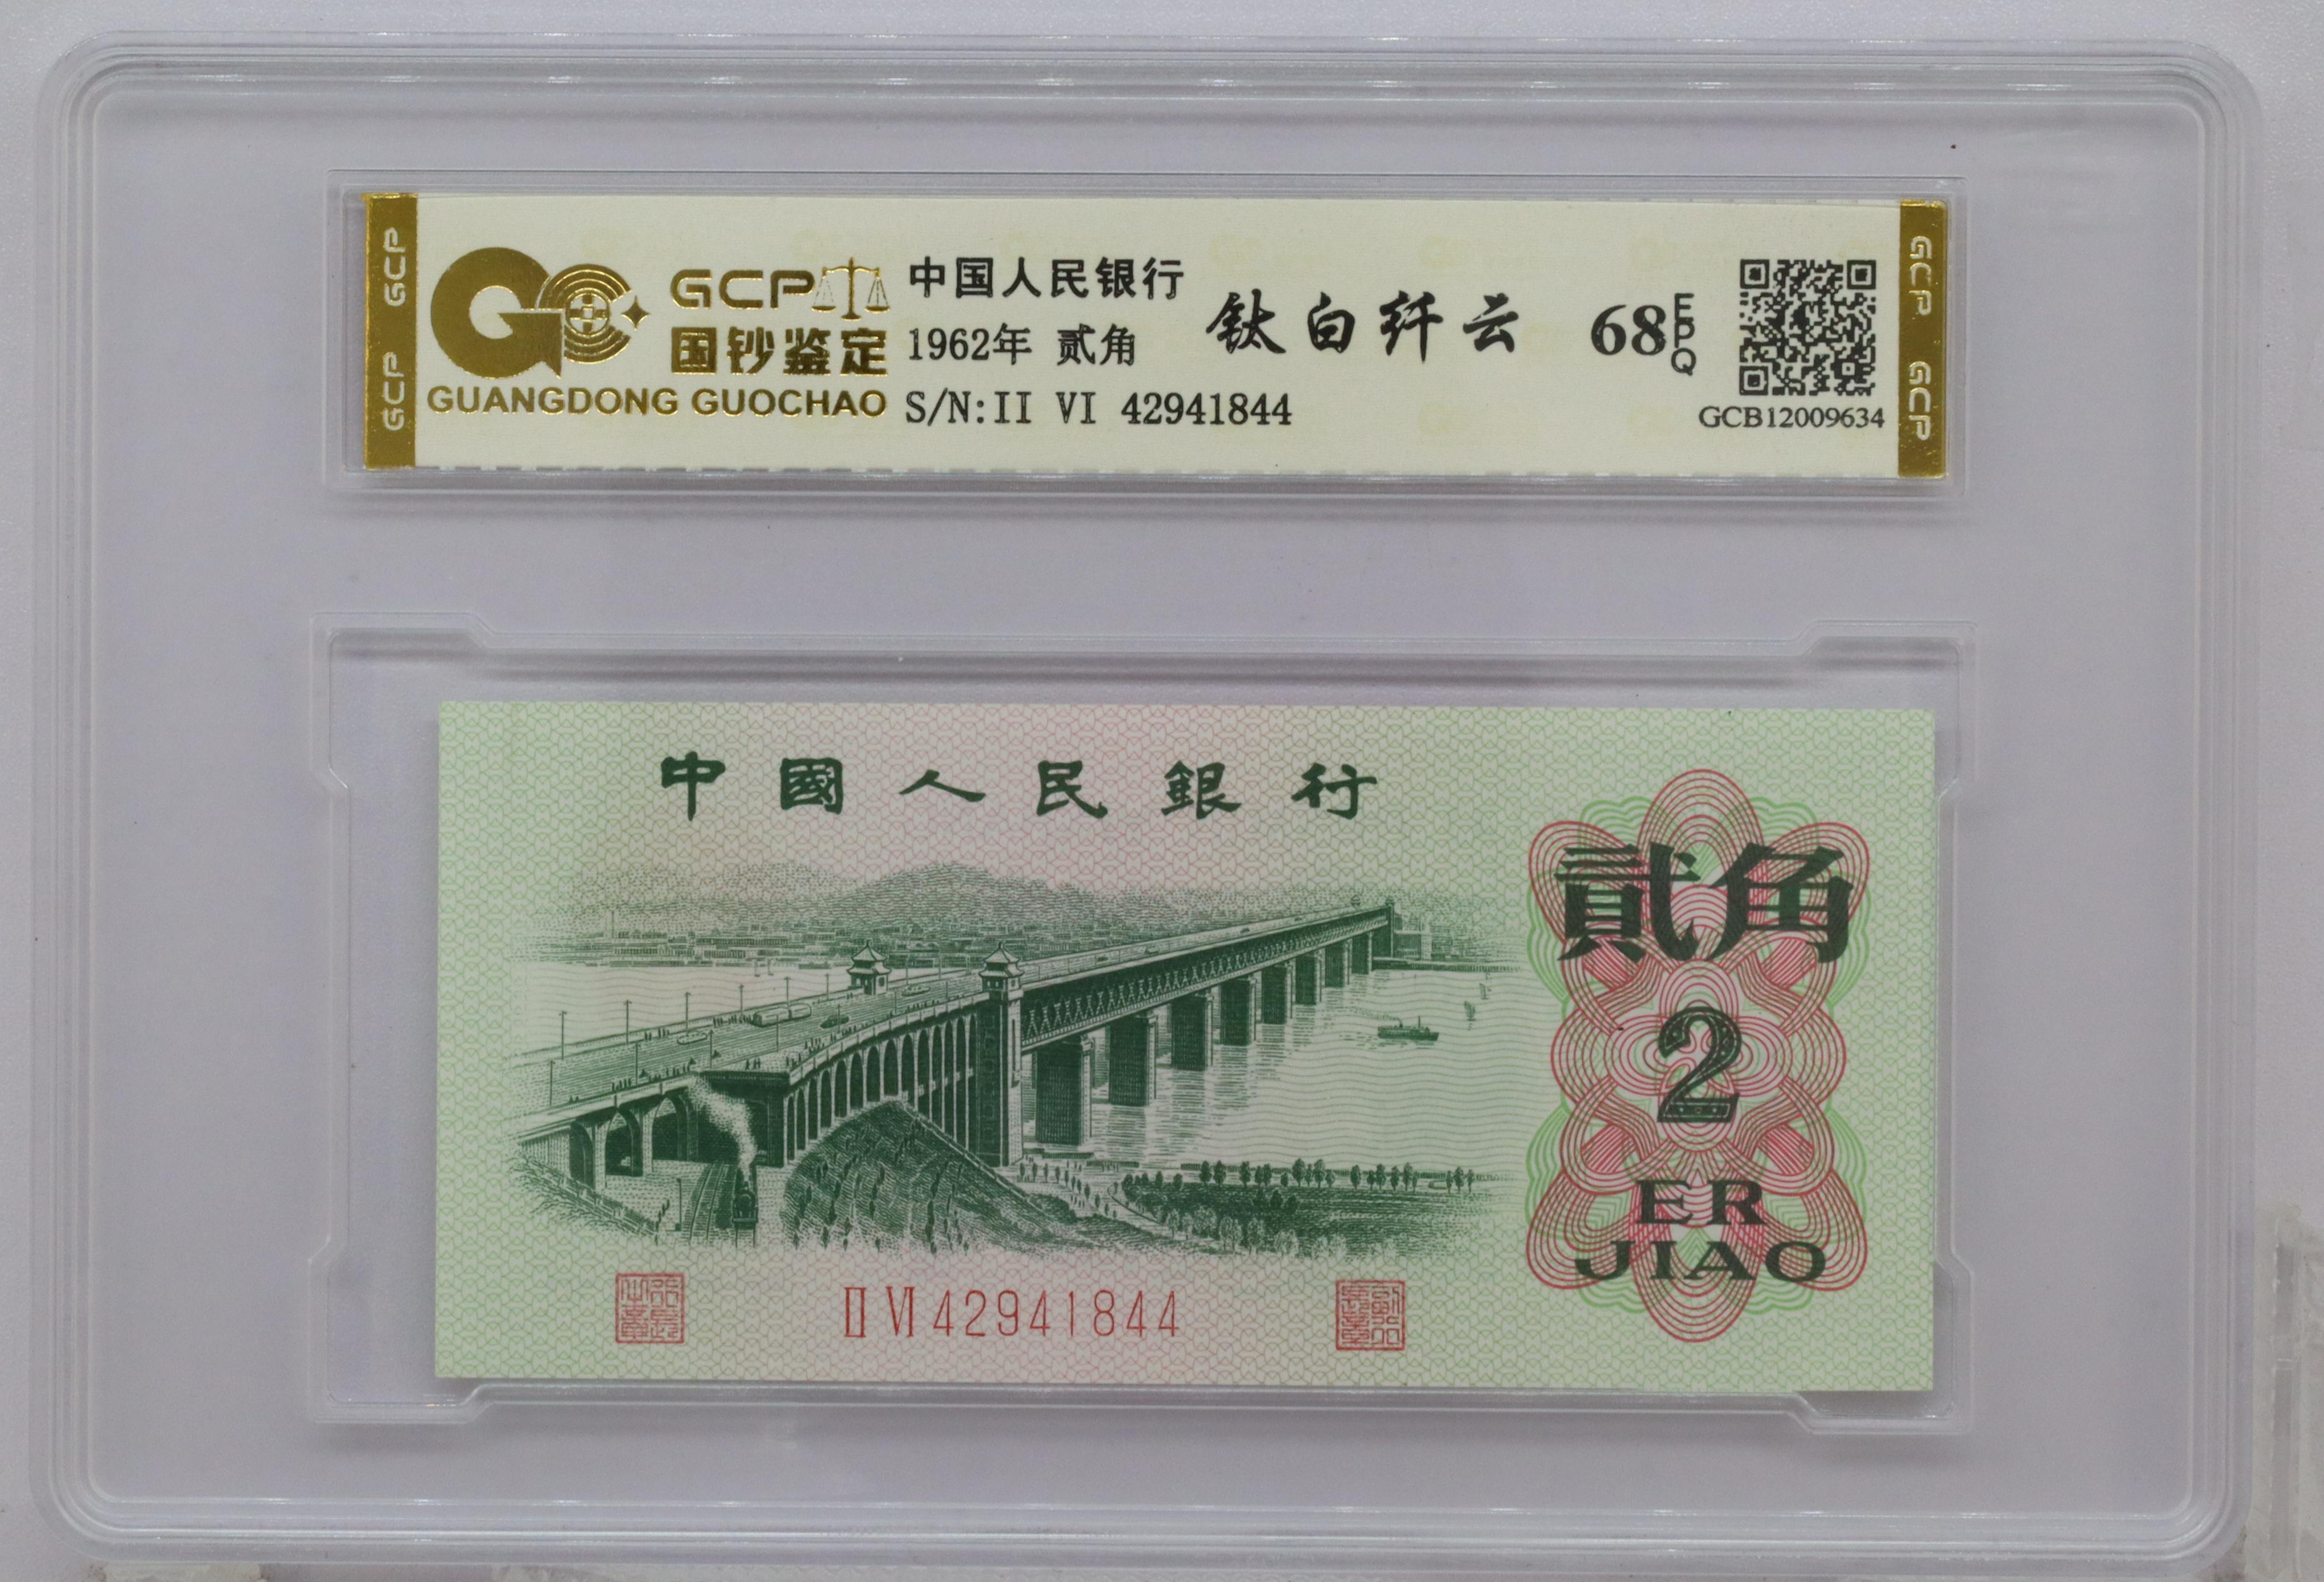 GCP GCP
GCP
国钞鉴定
GUANGDONG GUOCHAO
中国人民银行
1962年 贰角
S/N:II VI 42941844
钛白纤云
68 EPQ
GCB12009634
GCP GCP
中國人民銀行
貳角
2
ER
JIAO
II VI 42941844